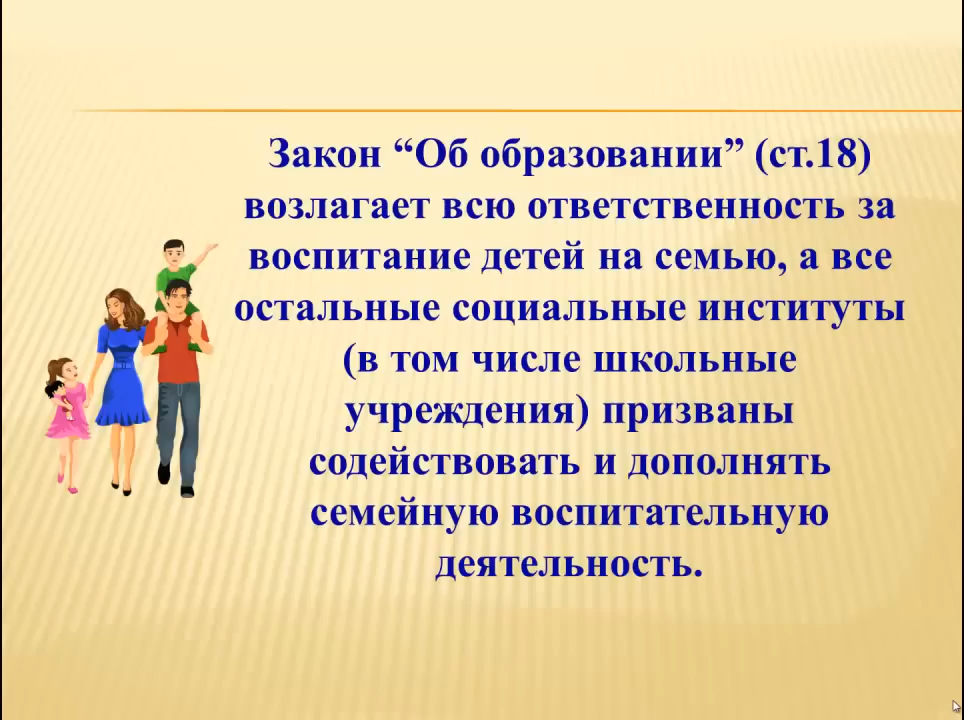 Закон “Об образовании” (ст.18)
возлагает всю ответственность за
воспитание детей на семью, а все
остальные социальные институты
(в том числе школьные
учреждения) призваны
содействовать и дополнять
семейную воспитательную
деятельность.